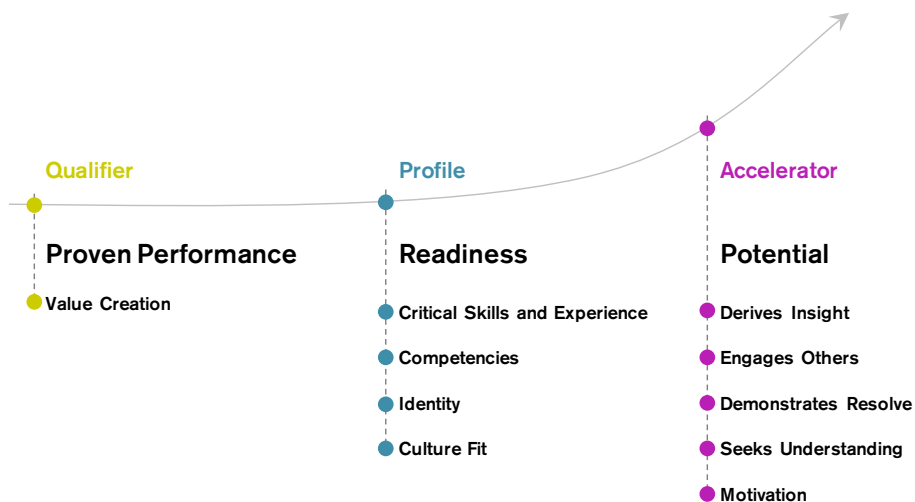 Qualifier
Proven Performance
Value Creation
Profile
Readiness
Critical Skills and Experience
Competencies
Identity
Culture Fit
Accelerator
Potential
Derives Insight
Engages Others
Demonstrates Resolve
Seeks Understanding
Motivation